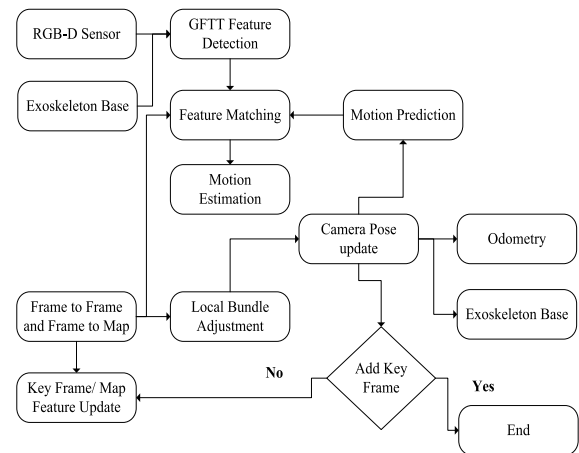 RGB-D Sensor
GFTT Feature
Detection
Exoskeleton Base
Feature Matching
Motion Prediction
Motion
Estimation
Camera Pose
update
Odometry
Frame to Frame
and Frame to Map
Local Bundle
Adjustment
Exoskeleton Base
Key Frame/ Map
Feature Update
No
Add Key
Frame
Yes
End